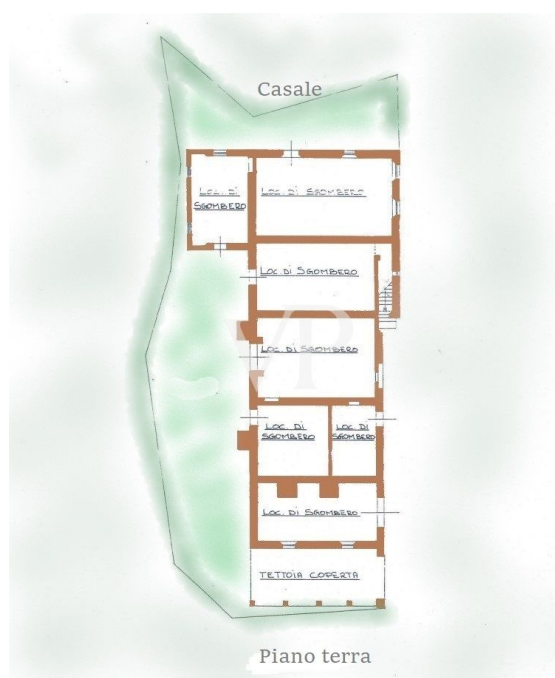 Casale
LOC. DI
SGOMBERO
LOC. DI SGOMBERO
LOC. DI SGOMBERO
VP
LOC. DI SGOMBERO
LOC. DI
SGOMBERO
LOC. DI
SGOMBERO
LOC. DI SGOMBERO
TETTOIA COPERTA
Piano terra